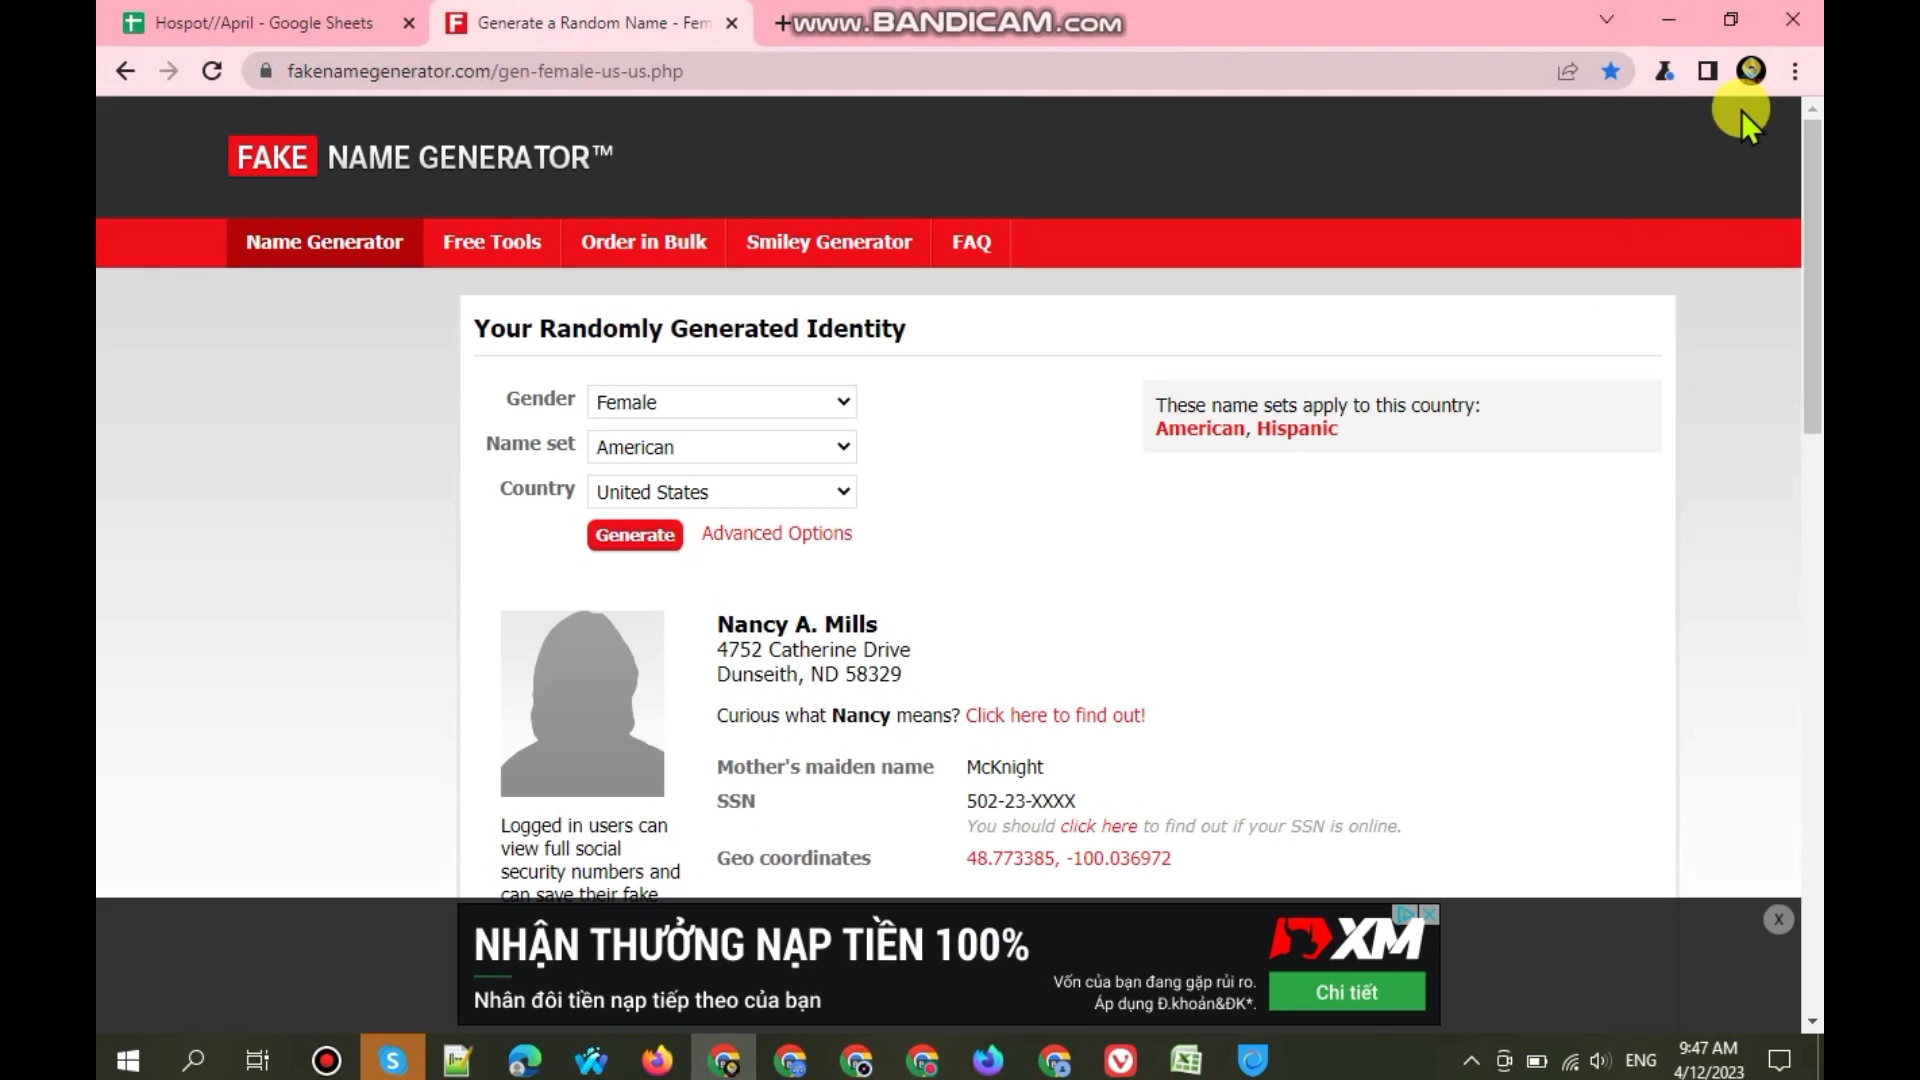 Hospot//April - Google Sheets
Generate a Random Name - Fem
www.BANDICAM.com
fakenamegenerator.com/gen-female-us-us.php
FAKE NAME GENERATOR™
Name Generator
Free Tools
Order in Bulk
Smiley Generator
FAQ
Your Randomly Generated Identity
Gender
Female
Name set
American
Country
United States
Generate
Advanced Options
These name sets apply to this country:
American, Hispanic
Nancy A. Mills
4752 Catherine Drive
Dunseith, ND 58329
Curious what Nancy means? Click here to find out!
Mother's maiden name
McKnight
SSN
502-23-XXXX
You should click here to find out if your SSN is online.
Geo coordinates
48.773385, -100.036972
Logged in users can
view full social
security numbers and
can save their fake
NHẬN THƯỞNG NẠP TIỀN 100%
Nhân đôi tiền nạp tiếp theo của bạn
Vốn của bạn đang gặp rủi ro.
Áp dụng Đ.khoản&ĐK*.
XM
Chi tiết
ENG
9:47 AM
4/12/2023